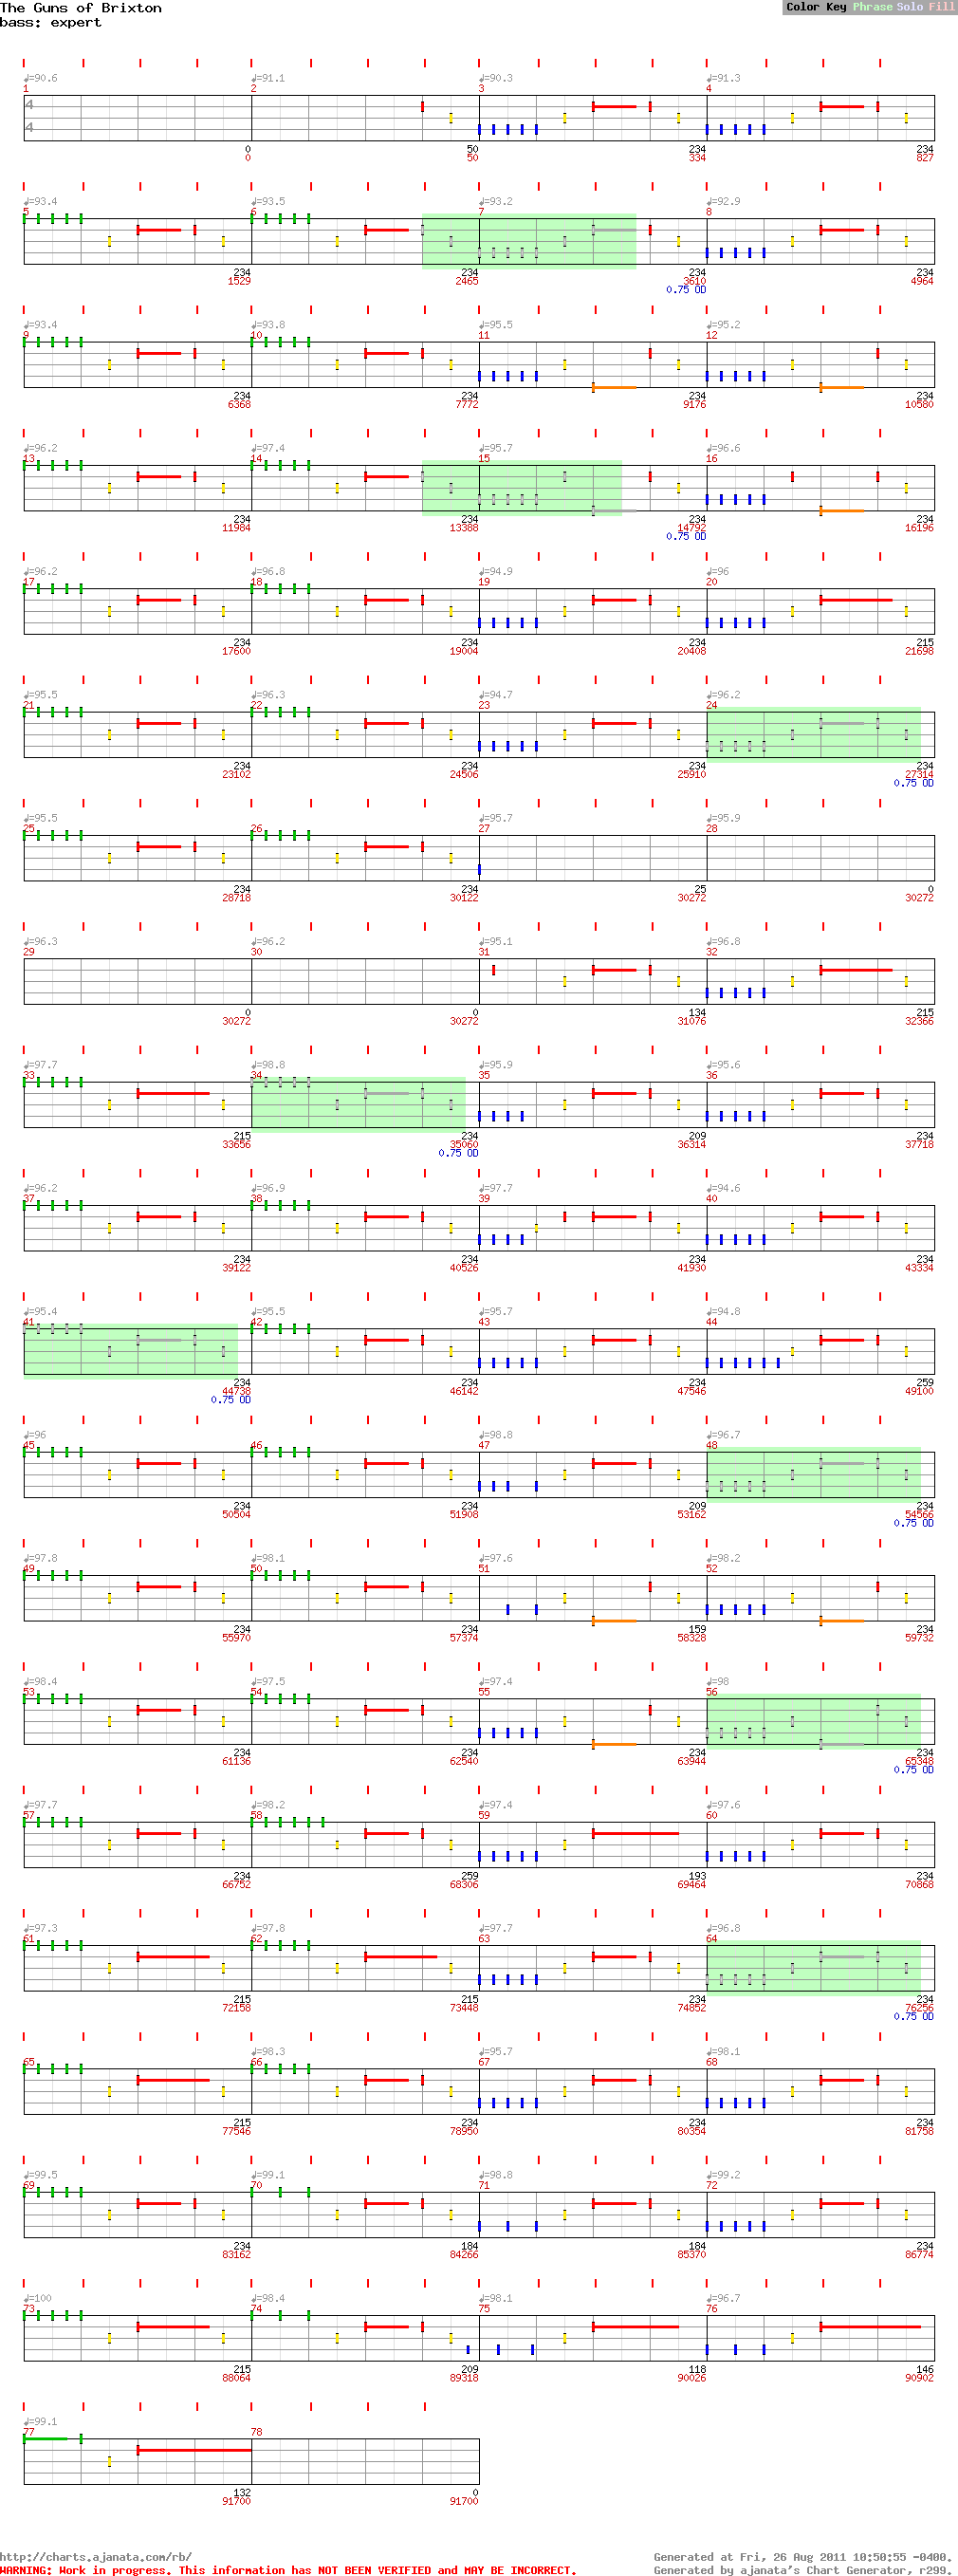 The Guns of Brixton
bass: expert
Color Key Phrase Solo Fill
♩=90.6 ♩=91.1 ♩=90.3 ♩=91.3
1 2 3 4
4
4
0 50 234 234
0 50 334 827
♩=93.4 ♩=93.5 ♩=93.2 ♩=92.9
5 6 7 8
234 234 234 234
1529 2465 3610 4964
0.75 OD
♩=93.4 ♩=93.8 ♩=95.5 ♩=95.2
9 10 11 12
234 234 234 234
6368 7772 9176 10580
♩=96.2 ♩=97.4 ♩=95.7 ♩=96.6
13 14 15 16
234 234 234 234
11984 13388 14792 16196
0.75 OD
♩=96.2 ♩=96.8 ♩=94.9 ♩=96
17 18 19 20
234 234 234 215
17600 19004 20408 21698
♩=95.5 ♩=96.3 ♩=94.7 ♩=96.2
21 22 23 24
234 234 234 234
23102 24506 25910 27314
0.75 OD
♩=95.5 ♩=95.7 ♩=95.9
25 26 27 28
234 234 25 0
28718 30122 30272 30272
♩=96.3 ♩=96.2 ♩=95.1 ♩=96.8
29 30 31 32
0 0 134 215
30272 30272 31076 32366
♩=97.7 ♩=98.8 ♩=95.9 ♩=95.6
33 34 35 36
215 234 209 234
33656 35060 36314 37718
0.75 OD
♩=96.2 ♩=96.9 ♩=97.7 ♩=94.6
37 38 39 40
234 234 234 234
39122 40526 41930 43334
♩=95.4 ♩=95.5 ♩=95.7 ♩=94.8
41 42 43 44
234 234 234 259
44738 46142 47546 49100
0.75 OD
♩=96 ♩=98.8 ♩=96.7
45 46 47 48
234 234 209 234
50504 51908 53162 54566
0.75 OD
♩=97.8 ♩=98.1 ♩=97.6 ♩=98.2
49 50 51 52
234 234 159 234
55970 57374 58328 59732
♩=98.4 ♩=97.5 ♩=97.4 ♩=98
53 54 55 56
234 234 234 234
61136 62540 63944 65348
0.75 OD
♩=97.7 ♩=98.2 ♩=97.4 ♩=97.6
57 58 59 60
234 259 193 234
66752 68306 69464 70868
♩=97.3 ♩=97.8 ♩=97.7 ♩=96.8
61 62 63 64
215 215 234 234
72158 73448 74852 76256
0.75 OD
♩=98.3 ♩=95.7 ♩=98.1
65 66 67 68
215 234 234 234
77546 78950 80354 81758
♩=99.5 ♩=99.1 ♩=98.8 ♩=99.2
69 70 71 72
234 184 184 234
83162 84266 85370 86774
♩=100 ♩=98.4 ♩=98.1 ♩=96.7
73 74 75 76
215 209 118 146
88064 89318 90026 90902
♩=99.1
77 78
132 0
91700 91700
http://charts.ajanata.com/rb/
Generated at Fri, 26 Aug 2011 10:50:55 -0400.
WARNING: Work in progress. This information has NOT BEEN VERIFIED and MAY BE INCORRECT.
Generated by ajanata's Chart Generator, r299.